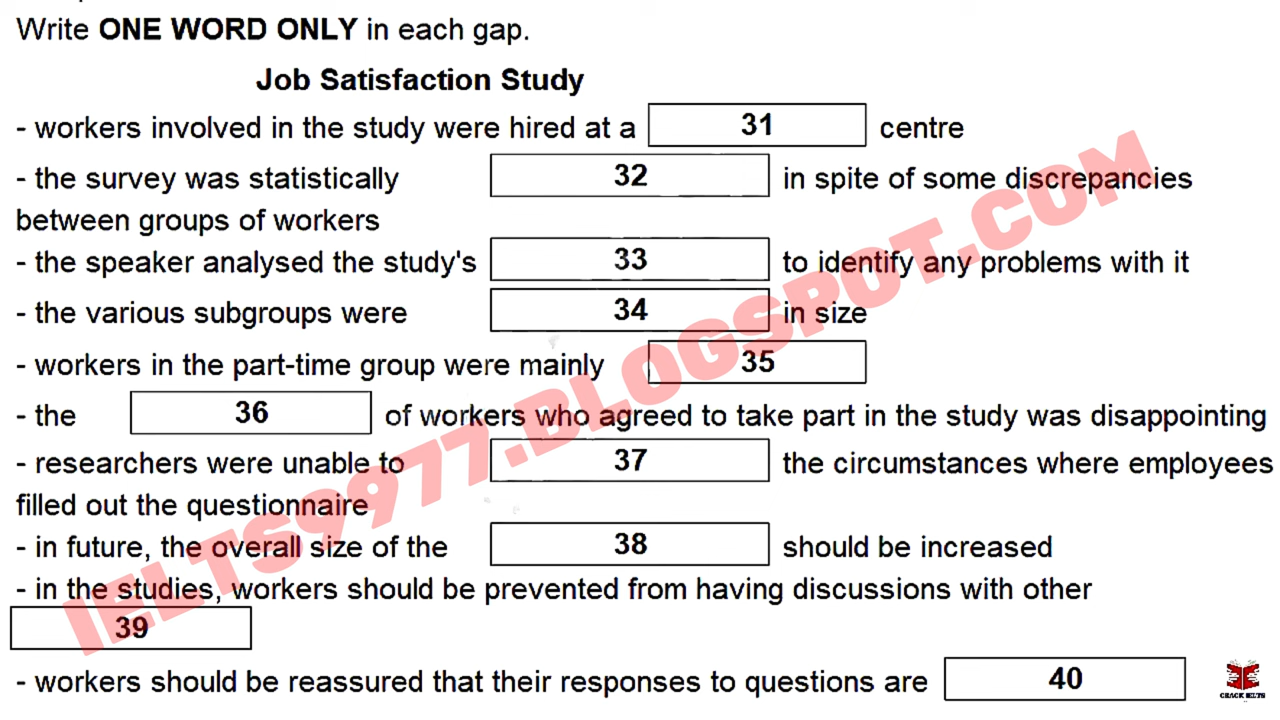 Write ONE WORD ONLY in each gap.
Job Satisfaction Study
- workers involved in the study were hired at a 31 centre
- the survey was statistically 32 in spite of some discrepancies
between groups of workers
- the speaker analysed the study's 33 to identify any problems with it
- the various subgroups were 34 in size
- workers in the part-time group were mainly 35
- the 36 of workers who agreed to take part in the study was disappointing
- researchers were unable to 37 the circumstances where employees
filled out the questionnaire
- in future, the overall size of the 38 should be increased
- in the studies, workers should be prevented from having discussions with other
39
- workers should be reassured that their responses to questions are 40
IELTS9977.BLOGSPOT.COM
CRACK IELTS